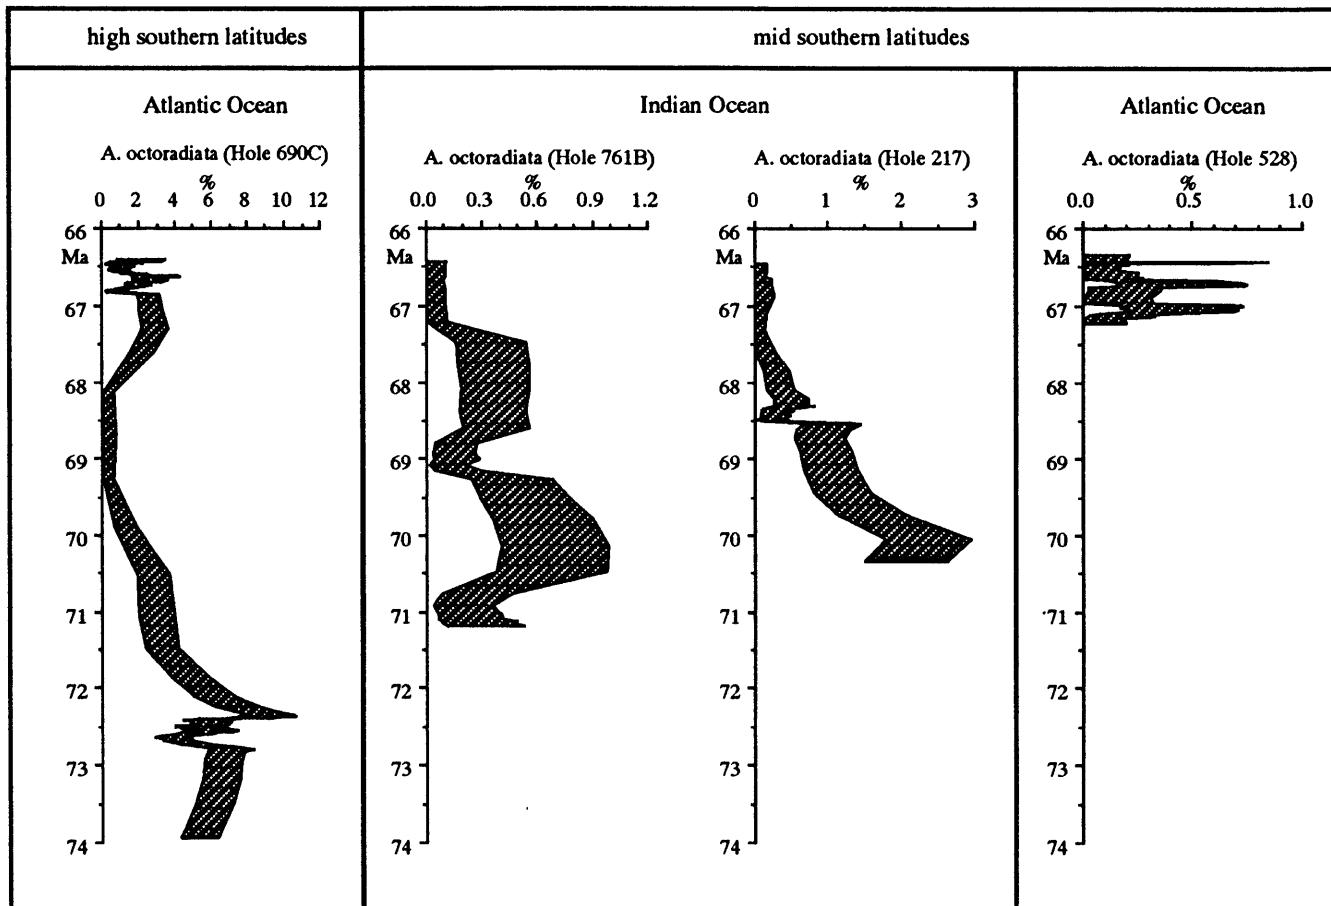 high southern latitudes
mid southern latitudes
Atlantic Ocean
Indian Ocean
Atlantic Ocean
A. octoradiata (Hole 690C)
%
0 2 4 6 8 10 12
66
Ma
67
68
69
70
71
72
73
74
A. octoradiata (Hole 761B)
%
0.0 0.3 0.6 0.9 1.2
66
Ma
67
68
69
70
71
72
73
74
A. octoradiata (Hole 217)
%
0 1 2 3
66
Ma
67
68
69
70
71
72
73
74
A. octoradiata (Hole 528)
%
0.0 0.5 1.0
66
Ma
67
68
69
70
71
72
73
74